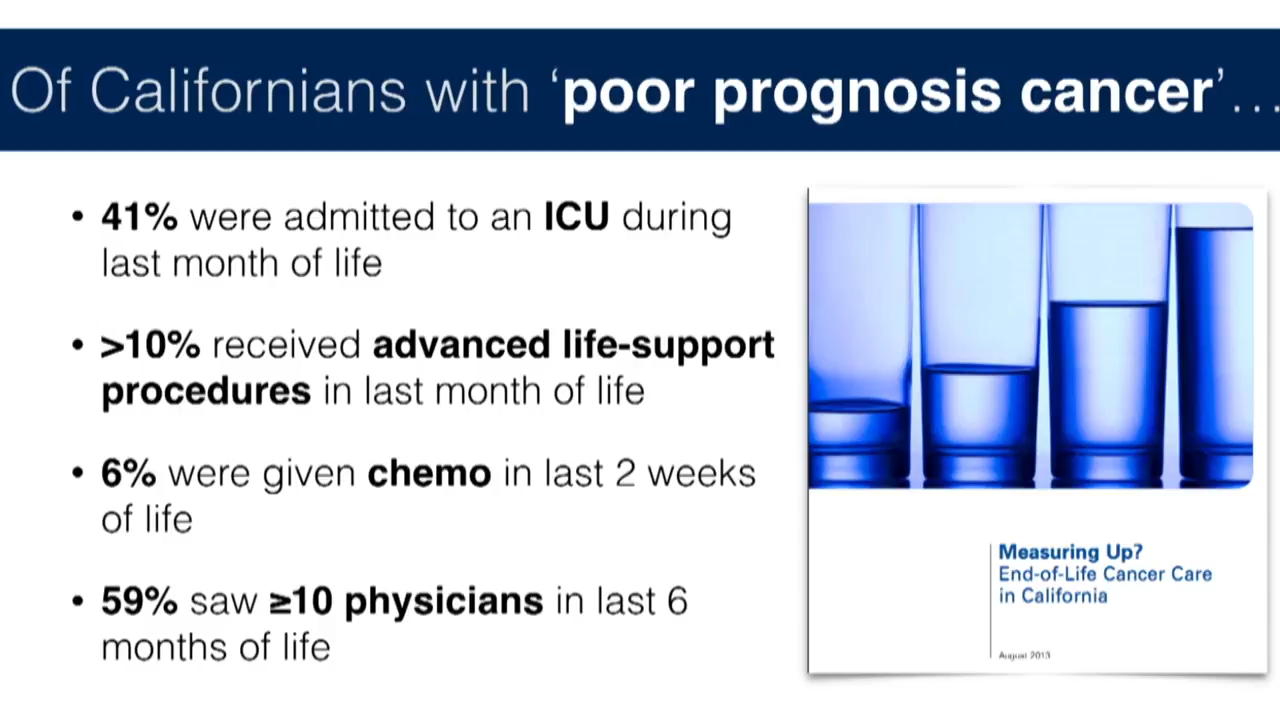 Of Californians with ‘poor prognosis cancer’...
• 41% were admitted to an ICU during
last month of life
• >10% received advanced life-support
procedures in last month of life
• 6% were given chemo in last 2 weeks
of life
• 59% saw ≥10 physicians in last 6
months of life
Measuring Up?
End-of-Life Cancer Care
in California
August 2013